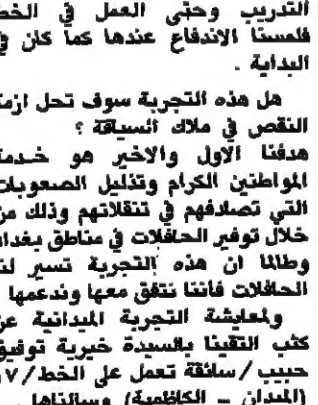 التدريب وحتى العمل في الخط
فلمسنا الاندفاع عندها كما كان في
البداية .
هل هذه التجربة سوف تحل ازمة
النقص في ملاك السياقة ؟
هدفنا الاول والاخير هو خدمة
المواطنين الكرام وتذليل الصعوبات
التي تصادفهم في تنقلاتهم وذلك من
خلال توفير الحافلات في مناطق بغداد
وطالما ان هذه التجربة تسير لنا
الحافلات فأننا نتفق معها وندعمها
ولمعايشة التجربة الميدانية عن
كثب التقينا بالسيدة خيرية توفيق
حبيب / سائقة تعمل على الخط / ١٧
(الميدان _ الكاظمية) وسالناها .